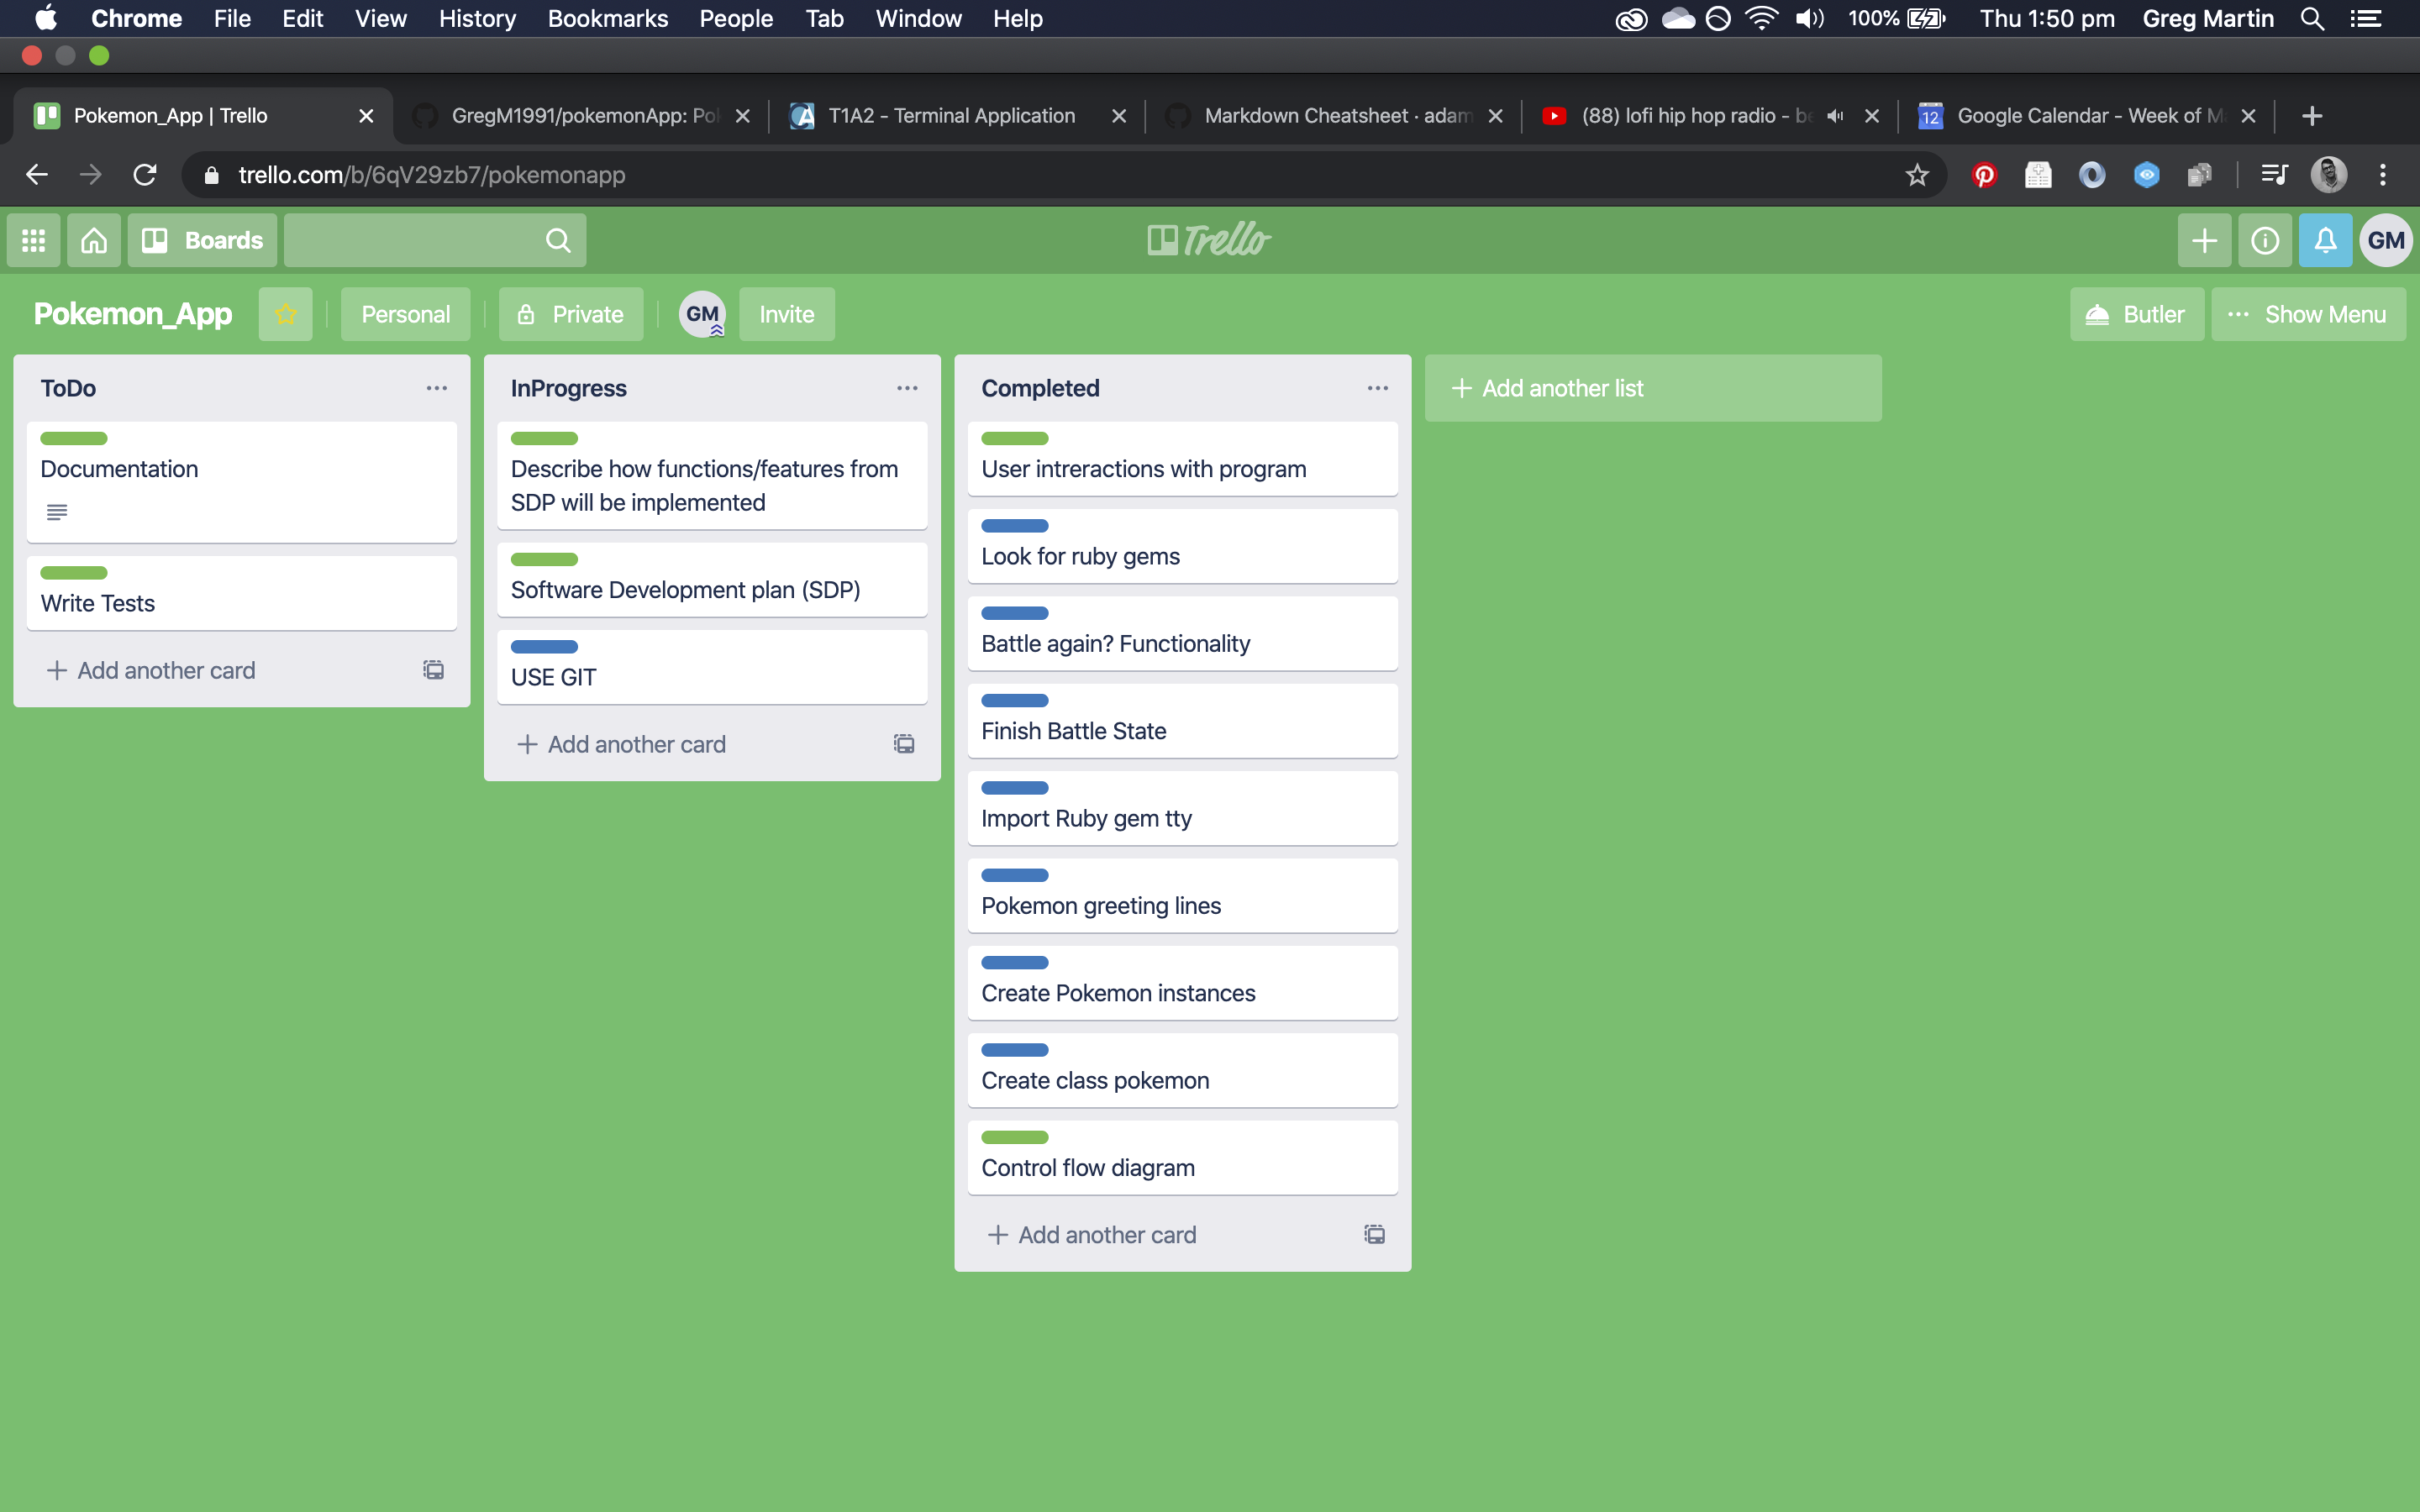 Chrome File Edit View History Bookmarks People Tab Window Help 100% Thu 1:50 pm Greg Martin
Pokemon_App | Trello GregM1991/pokemonApp: Po T1A2 - Terminal Application Markdown Cheatsheet · adam (88) lofi hip hop radio - be 12 Google Calendar - Week of M
trello.com/b/6qV29zb7/pokemonapp
Boards Trello GM
Pokemon_App Personal Private GM Invite Butler Show Menu
ToDo
Documentation
Write Tests
+ Add another card
InProgress
Describe how functions/features from
SDP will be implemented
Software Development plan (SDP)
USE GIT
+ Add another card
Completed
User intreractions with program
Look for ruby gems
Battle again? Functionality
Finish Battle State
Import Ruby gem tty
Pokemon greeting lines
Create Pokemon instances
Create class pokemon
Control flow diagram
+ Add another card
+ Add another list